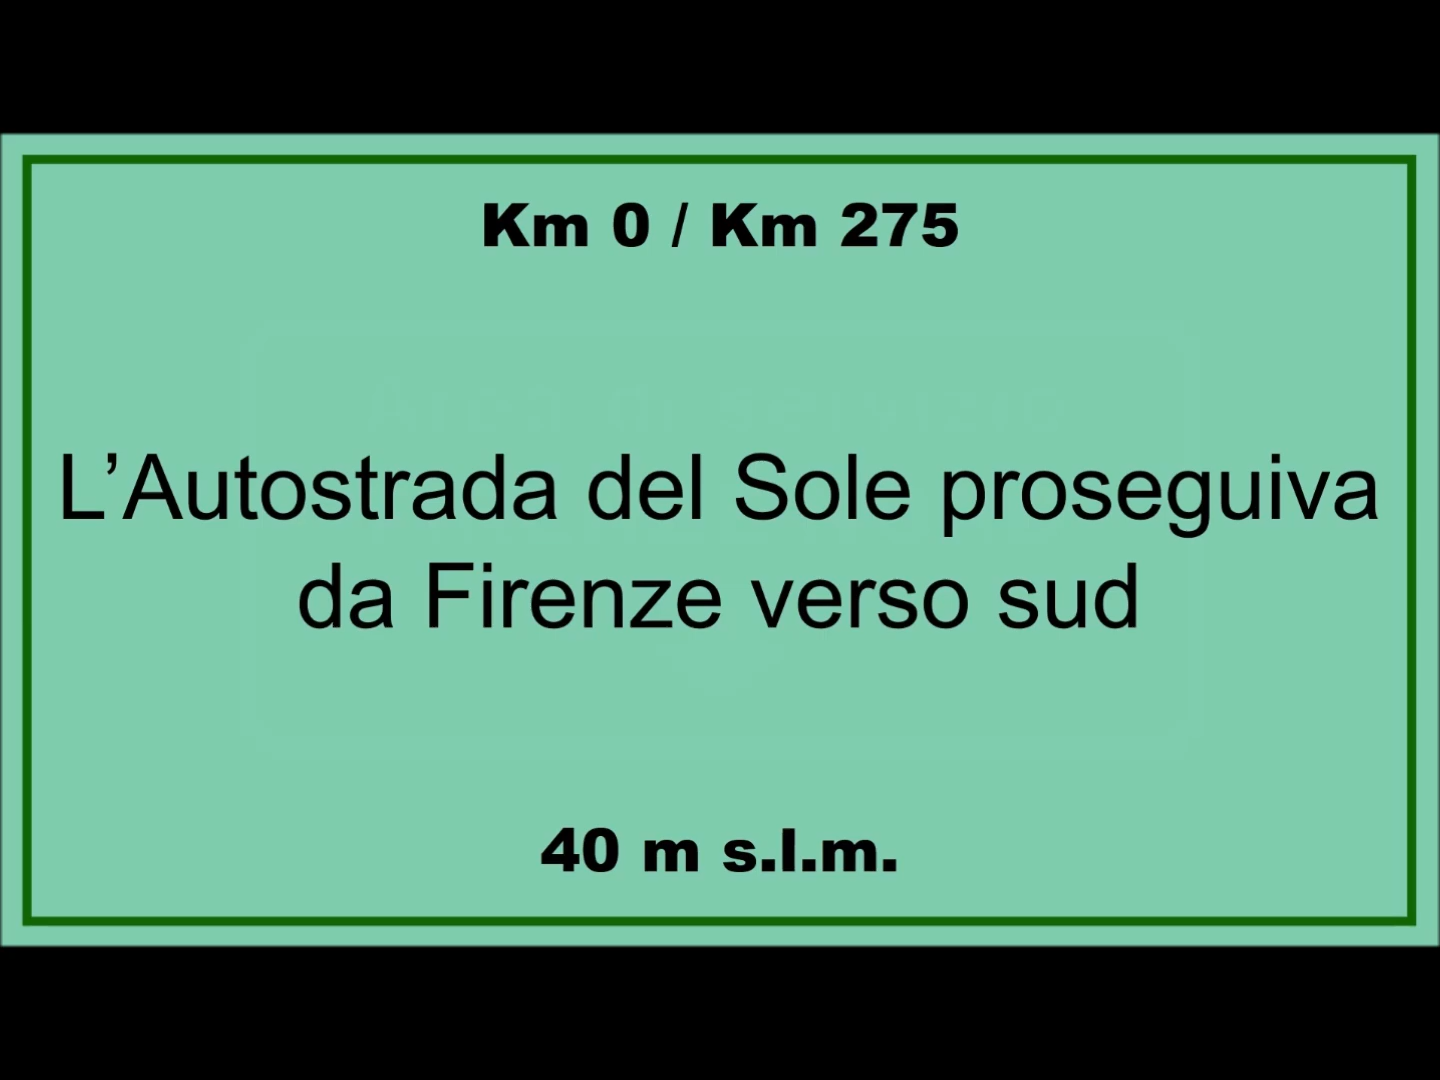 Km 0 / Km 275
L’Autostrada del Sole proseguiva
da Firenze verso sud
40 m s.l.m.